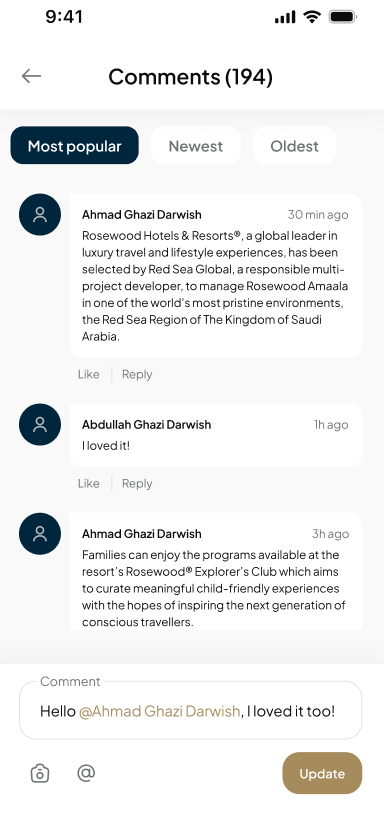 9:41
Comments (194)
Most popular
Newest
Oldest
Ahmad Ghazi Darwish
30 min ago
Rosewood Hotels & Resorts®, a global leader in
luxury travel and lifestyle experiences, has been
selected by Red Sea Global, a responsible multi-
project developer, to manage Rosewood Amaala
in one of the world's most pristine environments,
the Red Sea Region of The Kingdom of Saudi
Arabia.
Like
Reply
Abdullah Ghazi Darwish
1h ago
I loved it!
Like
Reply
Ahmad Ghazi Darwish
3h ago
Families can enjoy the programs available at the
resort's Rosewood® Explorer's Club which aims
to curate meaningful child-friendly experiences
with the hopes of inspiring the next generation of
conscious travellers.
Comment
Hello @Ahmad Ghazi Darwish, I loved it too!
@
Update